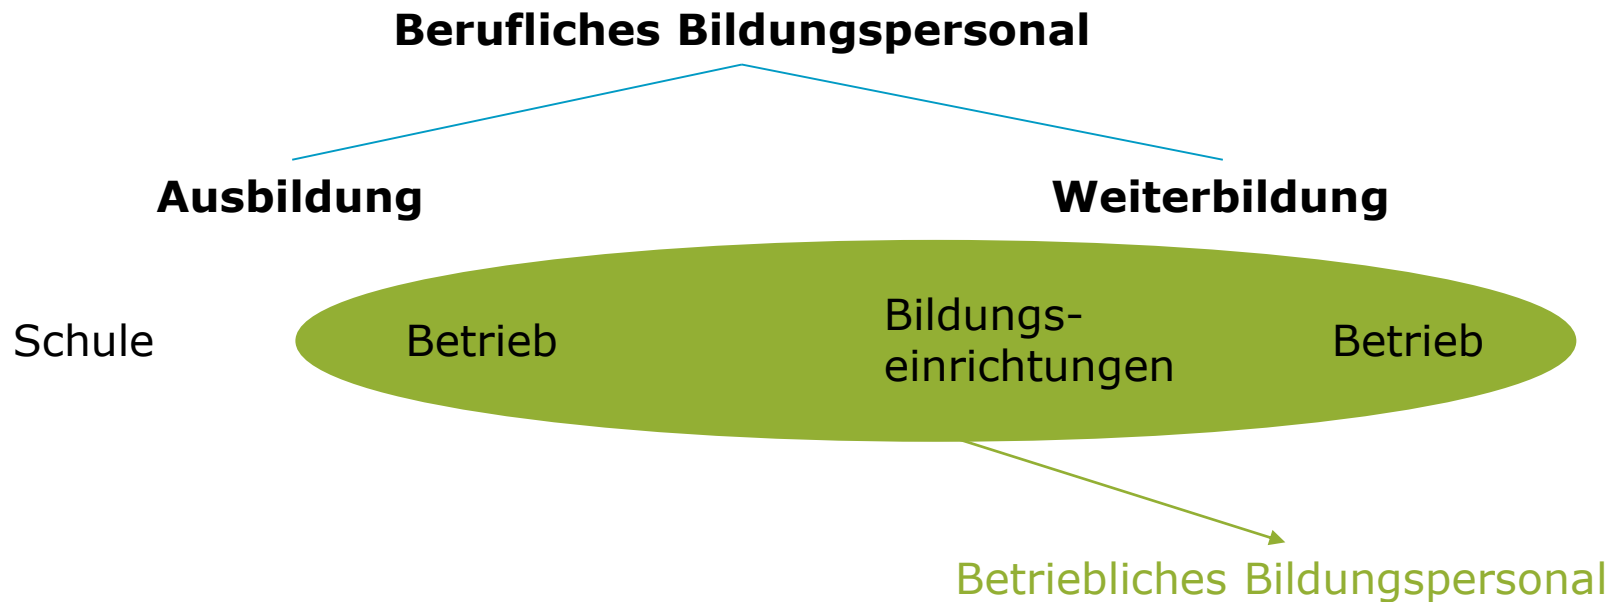 Berufliches Bildungspersonal
Ausbildung
Weiterbildung
Schule
Betrieb
Bildungs-
einrichtungen
Betrieb
Betriebliches Bildungspersonal